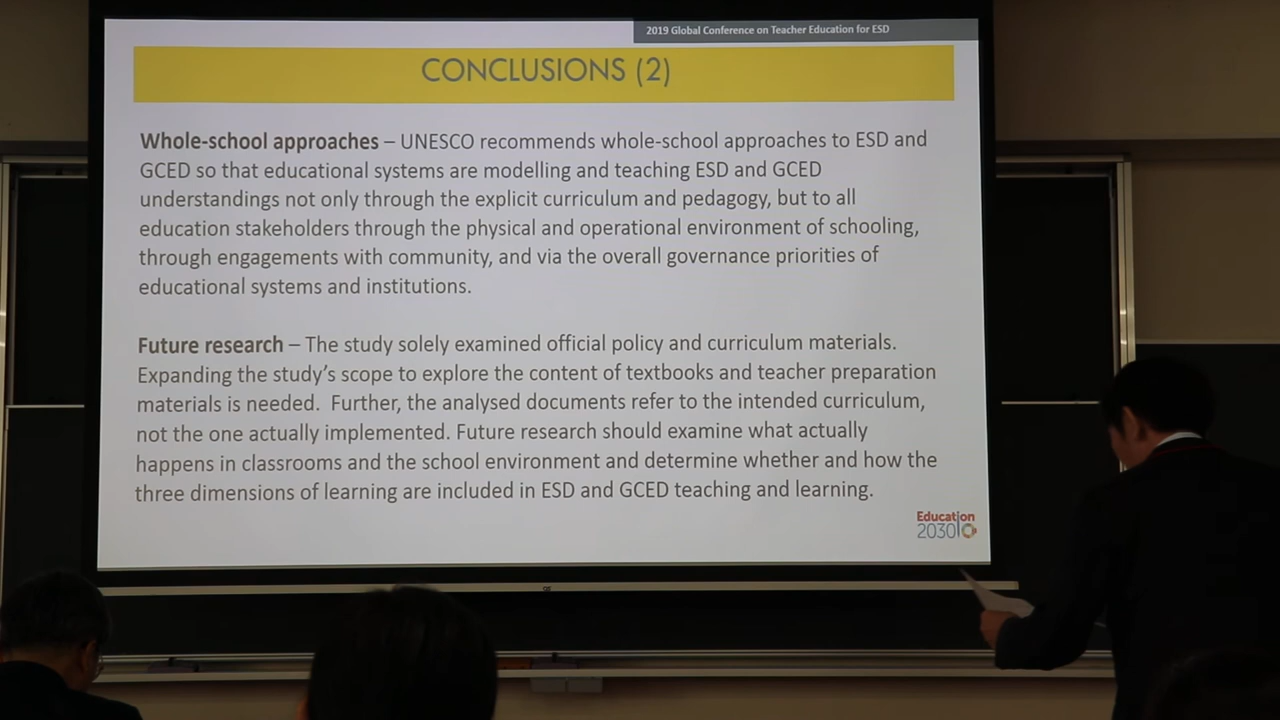 2019 Global Conference on Teacher Education for ESD
CONCLUSIONS (2)
Whole-school approaches – UNESCO recommends whole-school approaches to ESD and
GCED so that educational systems are modelling and teaching ESD and GCED
understandings not only through the explicit curriculum and pedagogy, but to all
education stakeholders through the physical and operational environment of schooling,
through engagements with community, and via the overall governance priorities of
educational systems and institutions.
Future research – The study solely examined official policy and curriculum materials.
Expanding the study's scope to explore the content of textbooks and teacher preparation
materials is needed.  Further, the analysed documents refer to the intended curriculum,
not the one actually implemented. Future research should examine what actually
happens in classrooms and the school environment and determine whether and how the
three dimensions of learning are included in ESD and GCED teaching and learning.
Education
2030